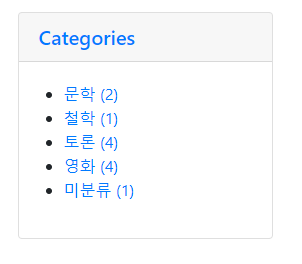 Categories
문학 (2)
철학 (1)
토론 (4)
영화 (4)
미분류 (1)